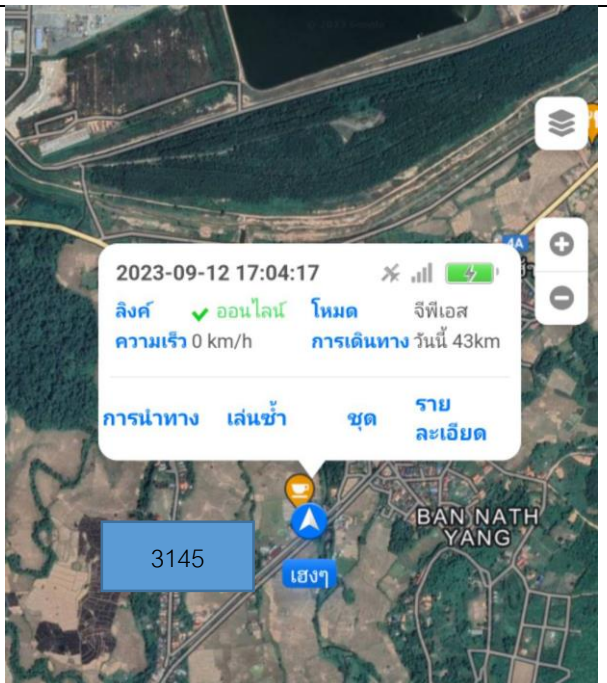 4A
2023-09-12 17:04:17
ลิงค์ ออนไลน์ โหมด จีพีเอส
ความเร็ว 0 km/h การเดินทาง วันนี้ 43km
การนำทาง เล่นซ้ำ ชุด ราย
ละเอียด
BAN NATH
YANG
3145
เฮงๆ